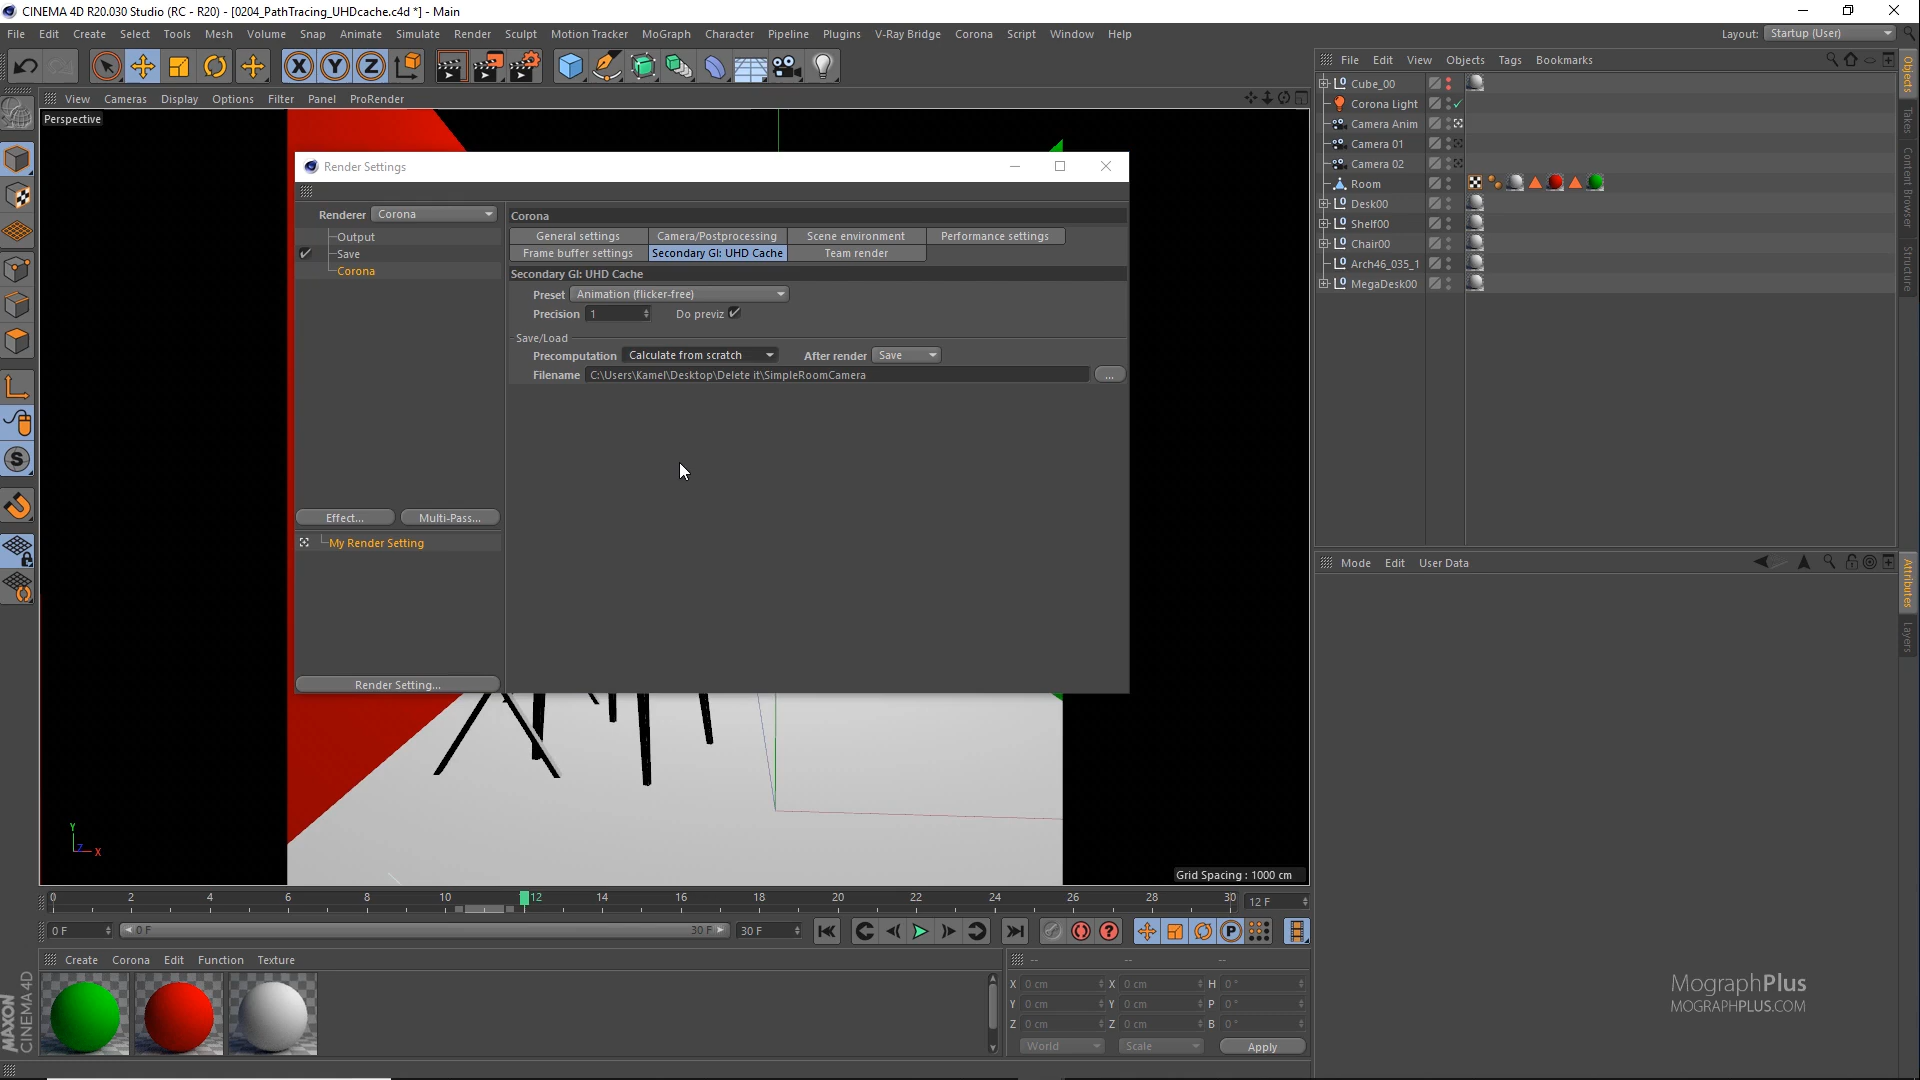 CINEMA 4D R20.030 Studio (RC - R20) - [0204_PathTracing_UHDcache.c4d *] - Main
File Edit Create Select Tools Mesh Volume Snap Animate Simulate Render Sculpt Motion Tracker MoGraph Character Pipeline Plugins V-Ray Bridge Corona Script Window Help
Layout: Startup (User)
X Y Z
View Cameras Display Options Filter Panel ProRender
Perspective
File Edit View Objects Tags Bookmarks
Cube_00
Corona Light
Camera Anim
Camera 01
Camera 02
Room
Desk00
Shelf00
Chair00
Arch46_035_1
MegaDesk00
Objects
Takes
Content Browser
Structure
Render Settings
Renderer Corona
Output
Save
Corona
Effect... Multi-Pass...
My Render Setting
Render Setting...
Corona
General settings Camera/Postprocessing Scene environment Performance settings
Frame buffer settings Secondary GI: UHD Cache Team render
Secondary GI: UHD Cache
Preset Animation (flicker-free)
Precision 1 Do previz
Save/Load
Precomputation Calculate from scratch After render Save
Filename C:\Users\Kamel\Desktop\Delete it\SimpleRoomCamera ...
Mode Edit User Data
Attributes
Layers
Y
Z X
Grid Spacing : 1000 cm
0 2 4 6 8 10 12 14 16 18 20 22 24 26 28 30 12 F
0 F 0 F 30 F 30 F
P
Create Corona Edit Function Texture
-- -- --
X 0 cm X 0 cm H 0 °
Y 0 cm Y 0 cm P 0 °
Z 0 cm Z 0 cm B 0 °
World Scale Apply
MAXON
CINEMA 4D
MographPlus
MOGRAPHPLUS.COM